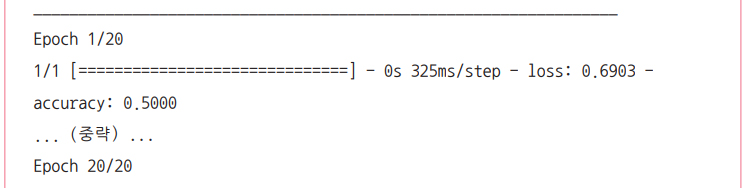 Epoch 1/20
1/1 [==============================] - 0s 325ms/step - loss: 0.6903 -
accuracy: 0.5000
... (중략) ...
Epoch 20/20